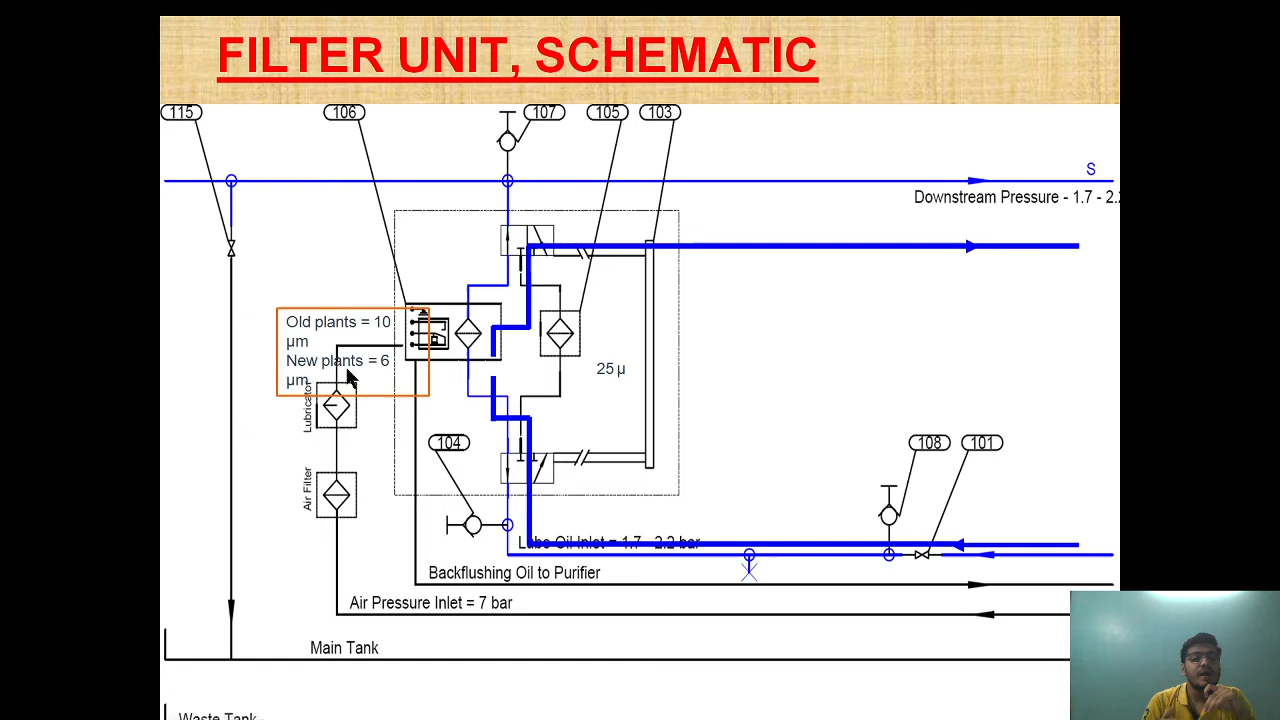 FILTER UNIT, SCHEMATIC
115
106
107
105
103
S
Downstream Pressure - 1.7 - 2.
Old plants = 10
µm
New plants = 6
µm
25 µ
Lubricator
104
108
101
Air Filter
Lube Oil Inlet = 1.7 - 2.2 bar
Backflushing Oil to Purifier
Air Pressure Inlet = 7 bar
Main Tank
Waste Tank